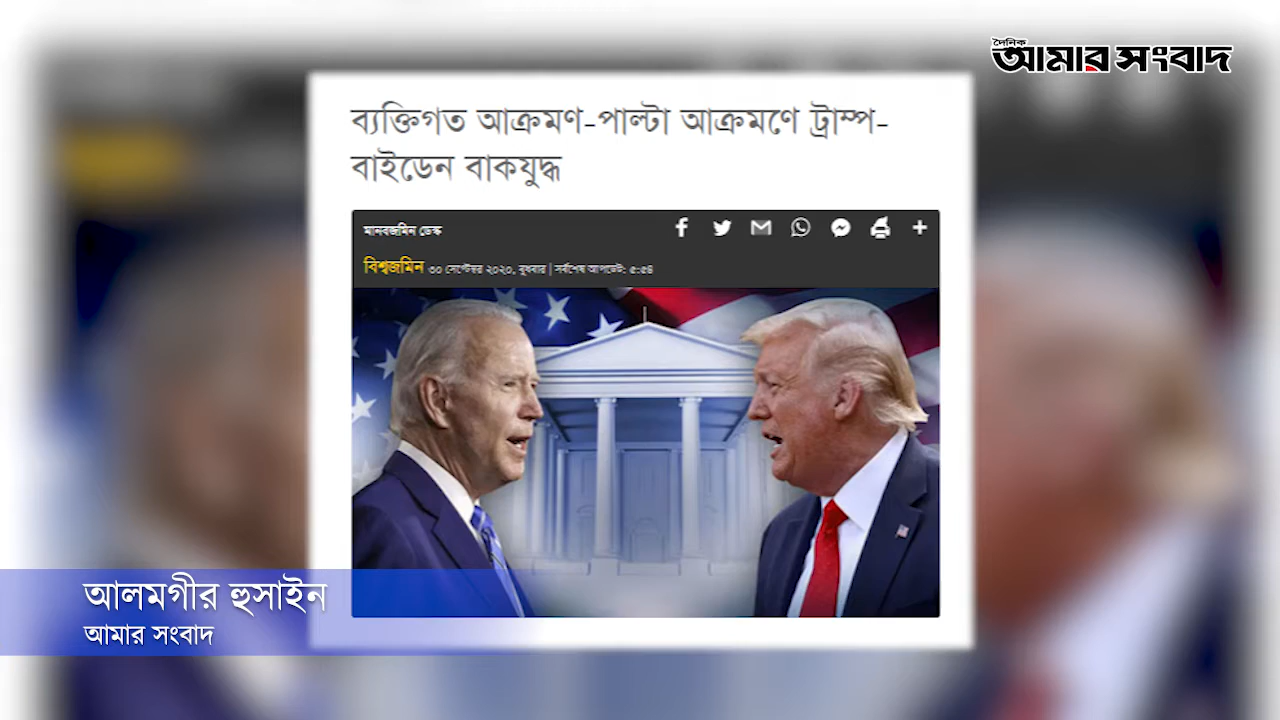 দৈনিক
আমার সংবাদ
ব্যক্তিগত আক্রমণ-পাল্টা আক্রমণে ট্রাম্প-
বাইডেন বাকযুদ্ধ
মানবজমিন ডেস্ক
বিশ্বজমিন ৩০ সেপ্টেম্বর ২০২০, বুধবার | সর্বশেষ আপডেট: ৫:৫৪
আলমগীর হুসাইন
আমার সংবাদ